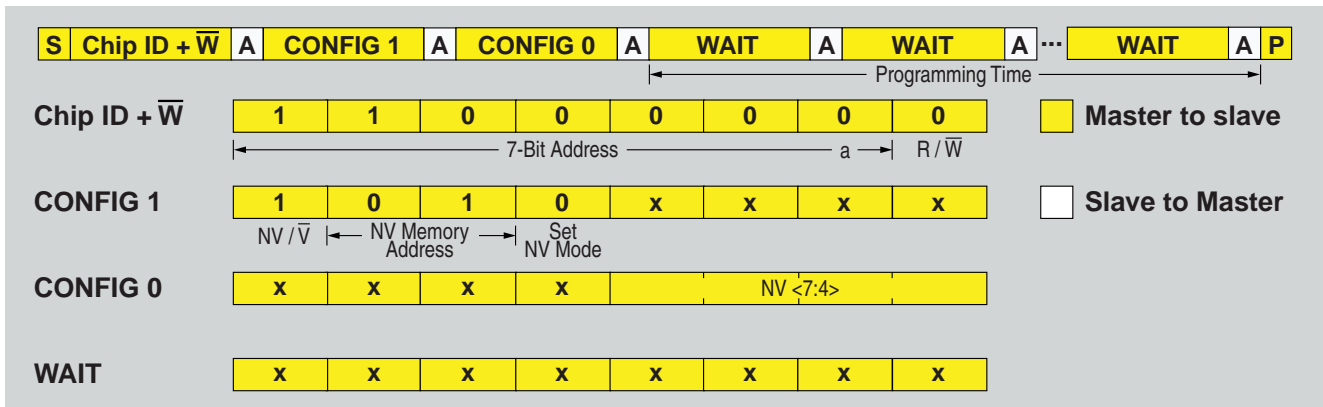 S Chip ID + W̅ A CONFIG 1 A CONFIG 0 A WAIT A WAIT A ... WAIT A P
Programming Time
Chip ID + W̅ 1 1 0 0 0 0 0 0 Master to slave
7-Bit Address a R / W̅
CONFIG 1 1 0 1 0 x x x x Slave to Master
NV / V̅ NV Memory Address Set NV Mode
CONFIG 0 x x x x NV <7:4>
WAIT x x x x x x x x